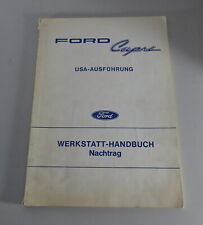 FORD Capri
USA-AUSFÜHRUNG
Ford
WERKSTATT-HANDBUCH
Nachtrag